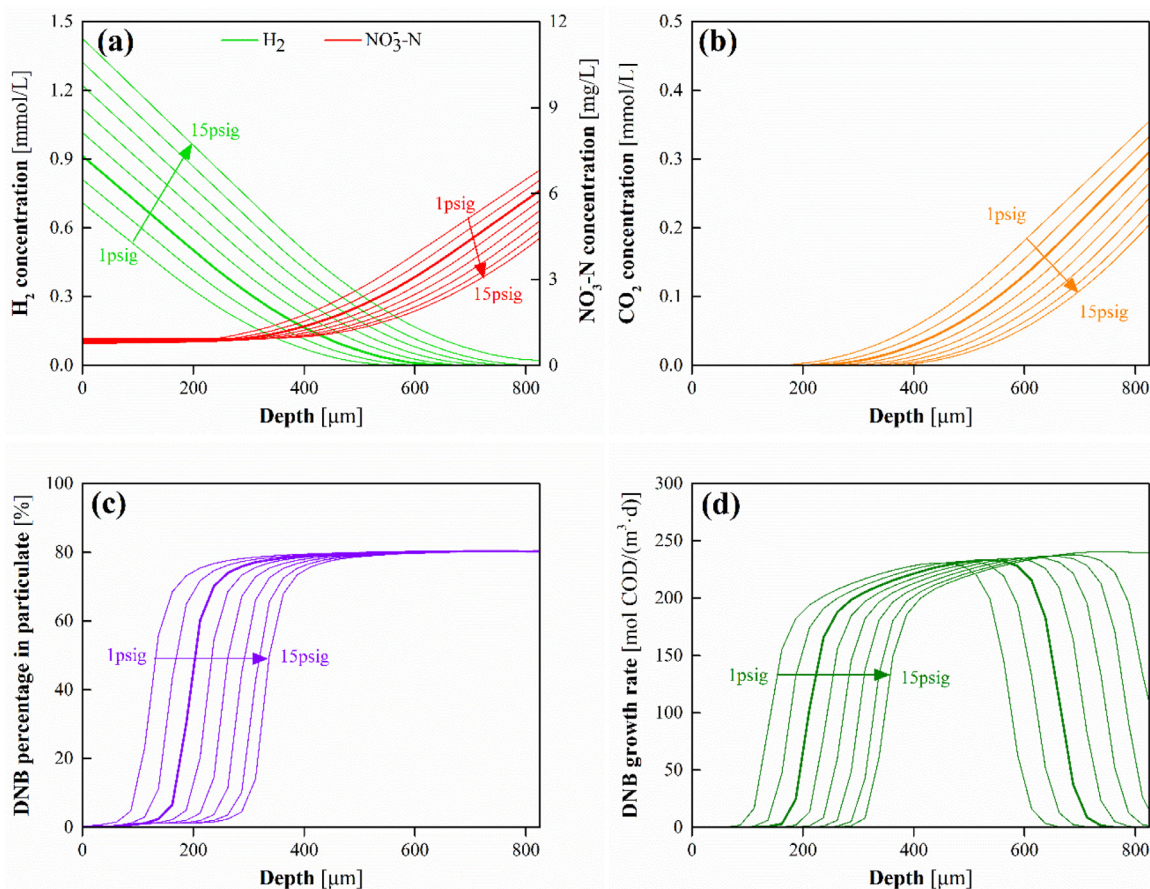 (a)
H₂
NO₃⁻-N
H₂ concentration [mmol/L]
1.5
1.2
0.9
0.6
0.3
0.0
12
9
6
3
0
NO₃⁻-N concentration [mg/L]
15psig
1psig
1psig
15psig
0
200
400
600
800
Depth [μm]
(b)
CO₂ concentration [mmol/L]
0.5
0.4
0.3
0.2
0.1
0.0
1psig
15psig
0
200
400
600
800
Depth [μm]
(c)
DNB percentage in particulate [%]
100
80
60
40
20
0
1psig
15psig
0
200
400
600
800
Depth [μm]
(d)
DNB growth rate [mol COD/(m³·d)]
300
250
200
150
100
50
0
1psig
15psig
0
200
400
600
800
Depth [μm]